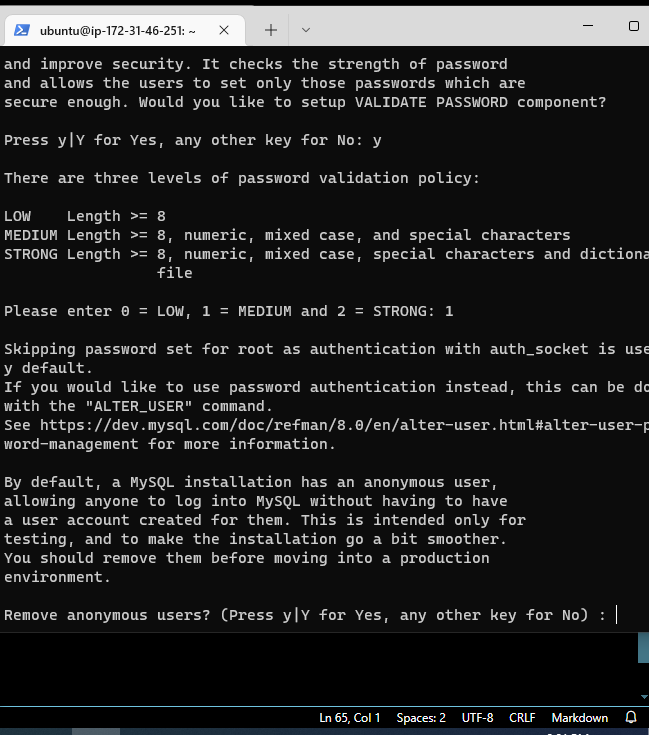 ubuntu@ip-172-31-46-251: ~
and improve security. It checks the strength of password
and allows the users to set only those passwords which are
secure enough. Would you like to setup VALIDATE PASSWORD component?
Press y|Y for Yes, any other key for No: y
There are three levels of password validation policy:
LOW    Length >= 8
MEDIUM Length >= 8, numeric, mixed case, and special characters
STRONG Length >= 8, numeric, mixed case, special characters and dictiona
file
Please enter 0 = LOW, 1 = MEDIUM and 2 = STRONG: 1
Skipping password set for root as authentication with auth_socket is use
y default.
If you would like to use password authentication instead, this can be do
with the "ALTER_USER" command.
See https://dev.mysql.com/doc/refman/8.0/en/alter-user.html#alter-user-p
word-management for more information.
By default, a MySQL installation has an anonymous user,
allowing anyone to log into MySQL without having to have
a user account created for them. This is intended only for
testing, and to make the installation go a bit smoother.
You should remove them before moving into a production
environment.
Remove anonymous users? (Press y|Y for Yes, any other key for No) :
Ln 65, Col 1 Spaces: 2 UTF-8 CRLF Markdown